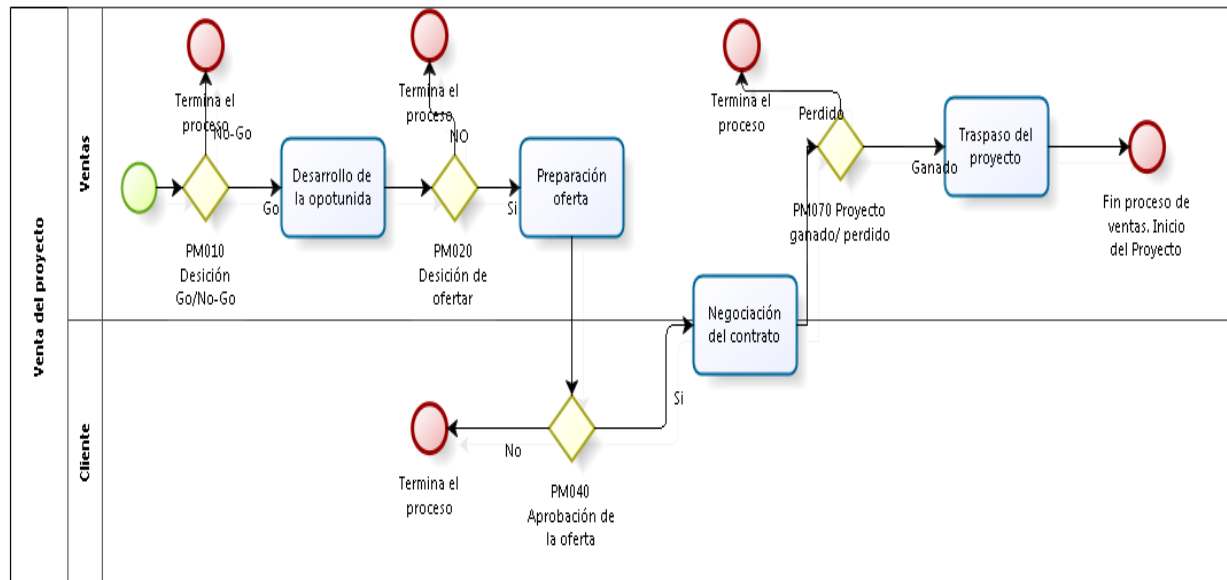 Venta del proyecto
Ventas
Termina el
proceso
No-Go
PM010
Desición
Go/No-Go
Go
Desarrollo de
la opotunida
Termina el
proceso
NO
PM020
Desición de
ofertar
Si
Preparación
oferta
Termina el
proceso
Perdido
PM070 Proyecto
ganado/ perdido
Ganado
Traspaso del
proyecto
Fin proceso de
ventas. Inicio
del Proyecto
Negociación
del contrato
Cliente
Termina el
proceso
No
PM040
Aprobación de
la oferta
Si